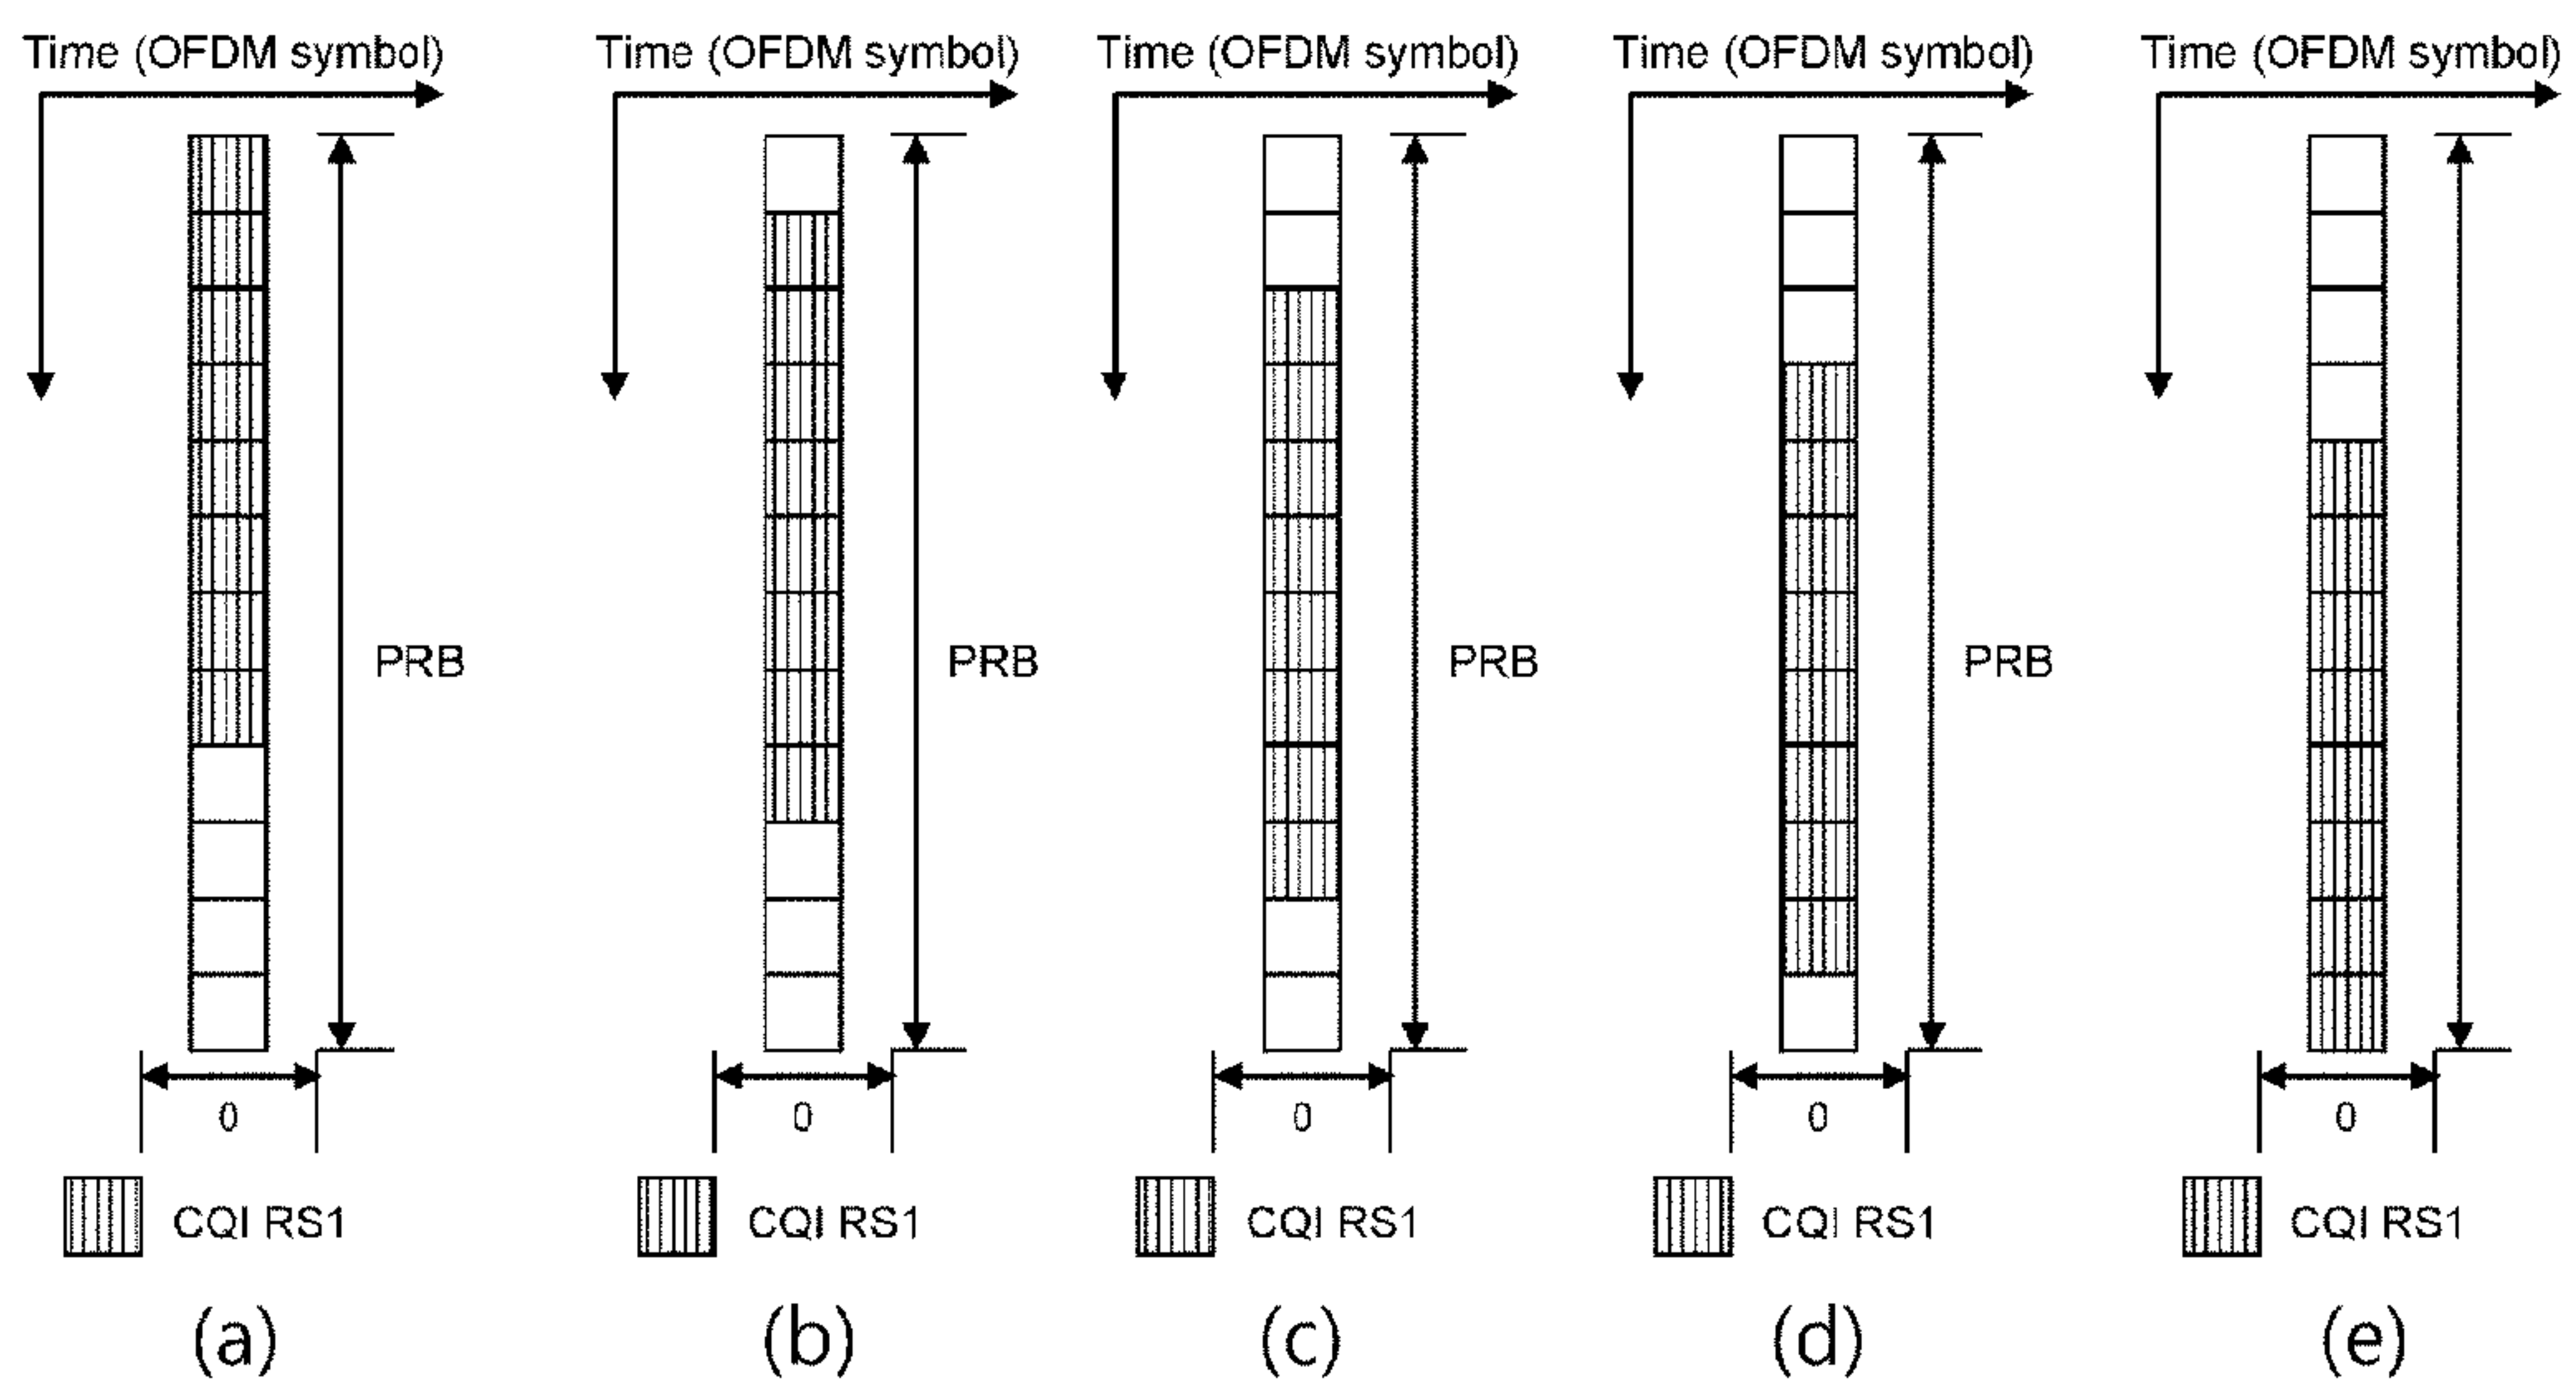 Time (OFDM symbol) Time (OFDM symbol) Time (OFDM symbol) Time (OFDM symbol) Time (OFDM symbol)
PRB PRB PRB PRB
0 0 0 0 0
CQI RS1 CQI RS1 CQI RS1 CQI RS1 CQI RS1
(a) (b) (c) (d) (e)